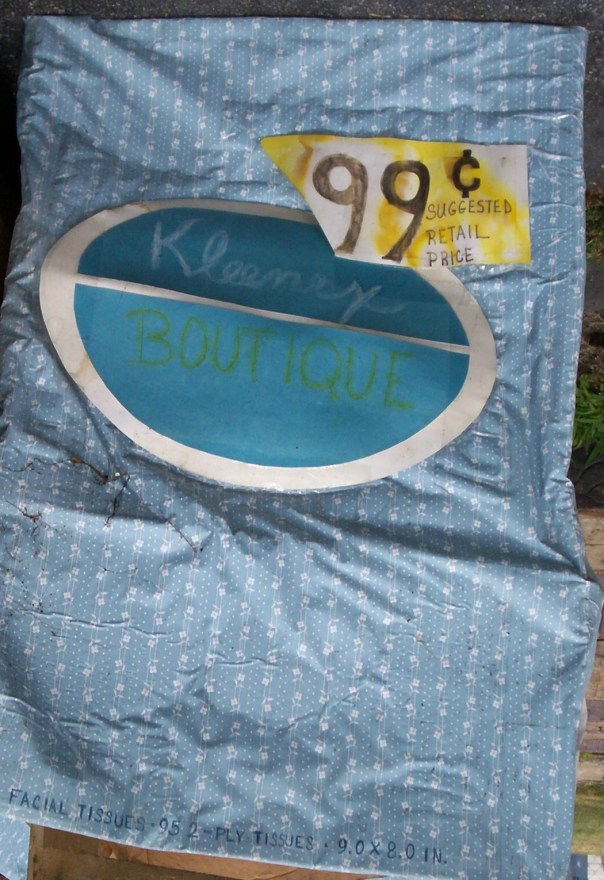 99¢
SUGGESTED
RETAIL
PRICE
Kleenex
BOUTIQUE
FACIAL TISSUES · 95 2-PLY TISSUES · 9.0 X 8.0 IN.